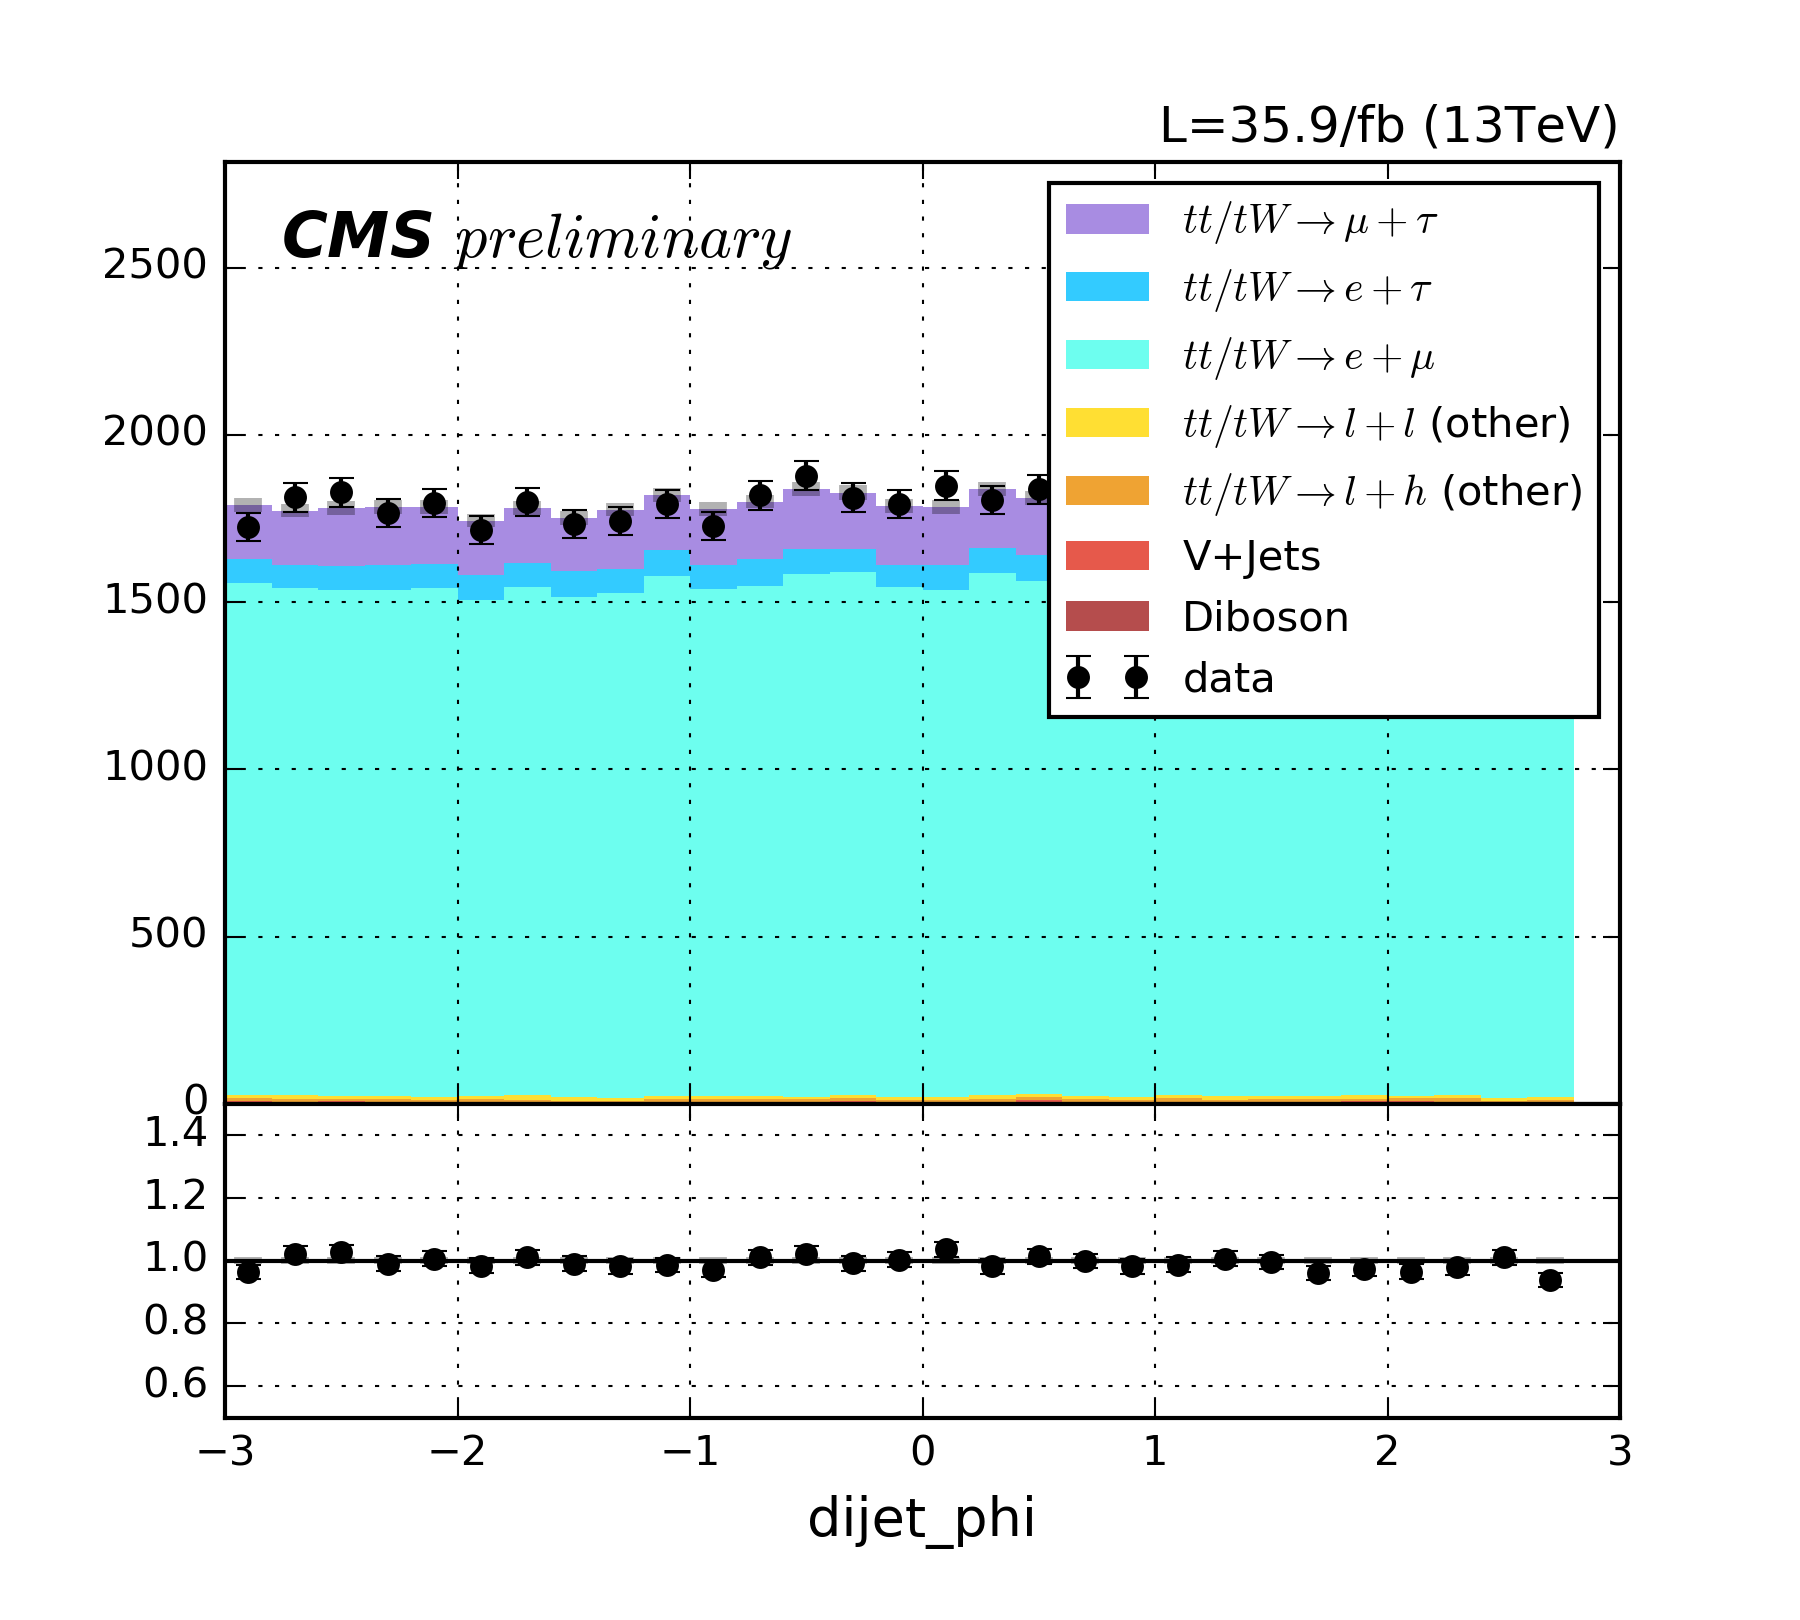 L=35.9/fb (13TeV)
CMS preliminary
tt/tW → μ + τ
tt/tW → e + τ
tt/tW → e + μ
tt/tW → l + l (other)
tt/tW → l + h (other)
V+Jets
Diboson
data
2500
2000
1500
1000
500
0
1.4
1.2
1.0
0.8
0.6
−3 −2 −1 0 1 2 3
dijet_phi